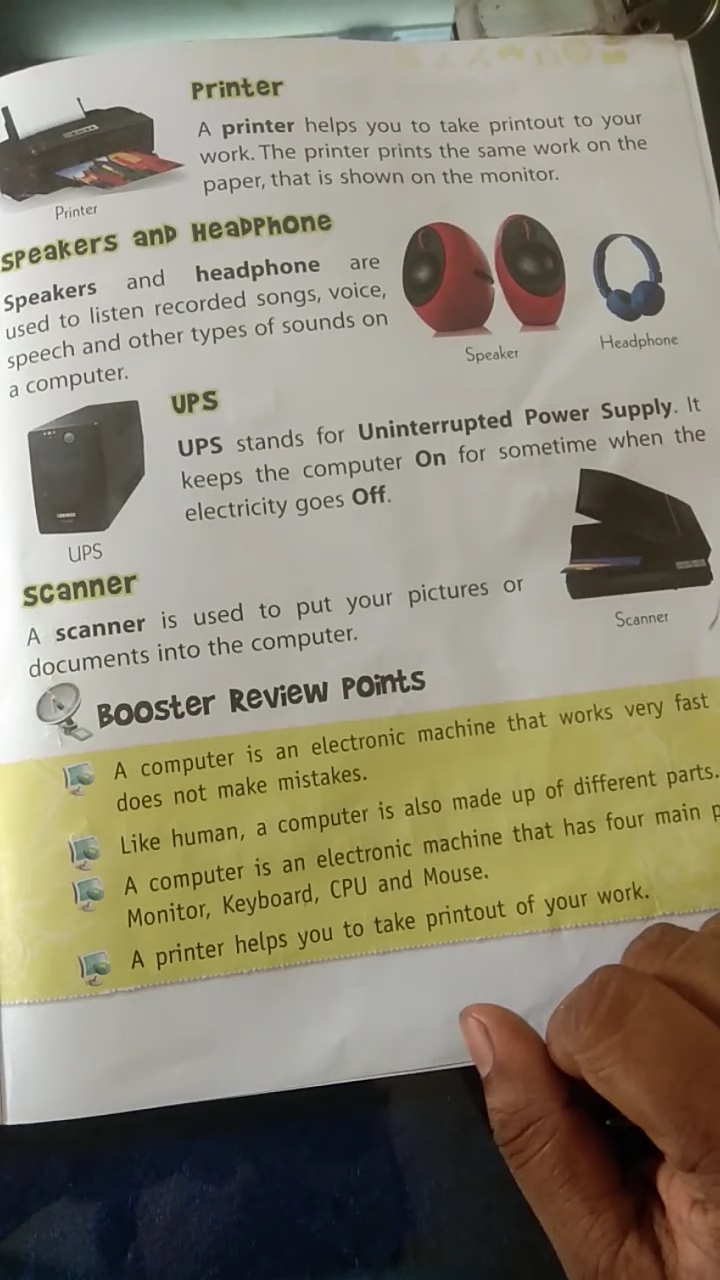 Printer
A printer helps you to take printout to your
work. The printer prints the same work on the
paper, that is shown on the monitor.
Printer
Speakers and Headphone
Speakers and headphone are
used to listen recorded songs, voice,
speech and other types of sounds on
a computer.
Speaker
Headphone
UPS
UPS stands for Uninterrupted Power Supply. It
keeps the computer On for sometime when the
electricity goes Off.
UPS
Scanner
A scanner is used to put your pictures or
documents into the computer.
Scanner
Booster Review Points
A computer is an electronic machine that works very fast
does not make mistakes.
Like human, a computer is also made up of different parts.
A computer is an electronic machine that has four main
Monitor, Keyboard, CPU and Mouse.
A printer helps you to take printout of your work.